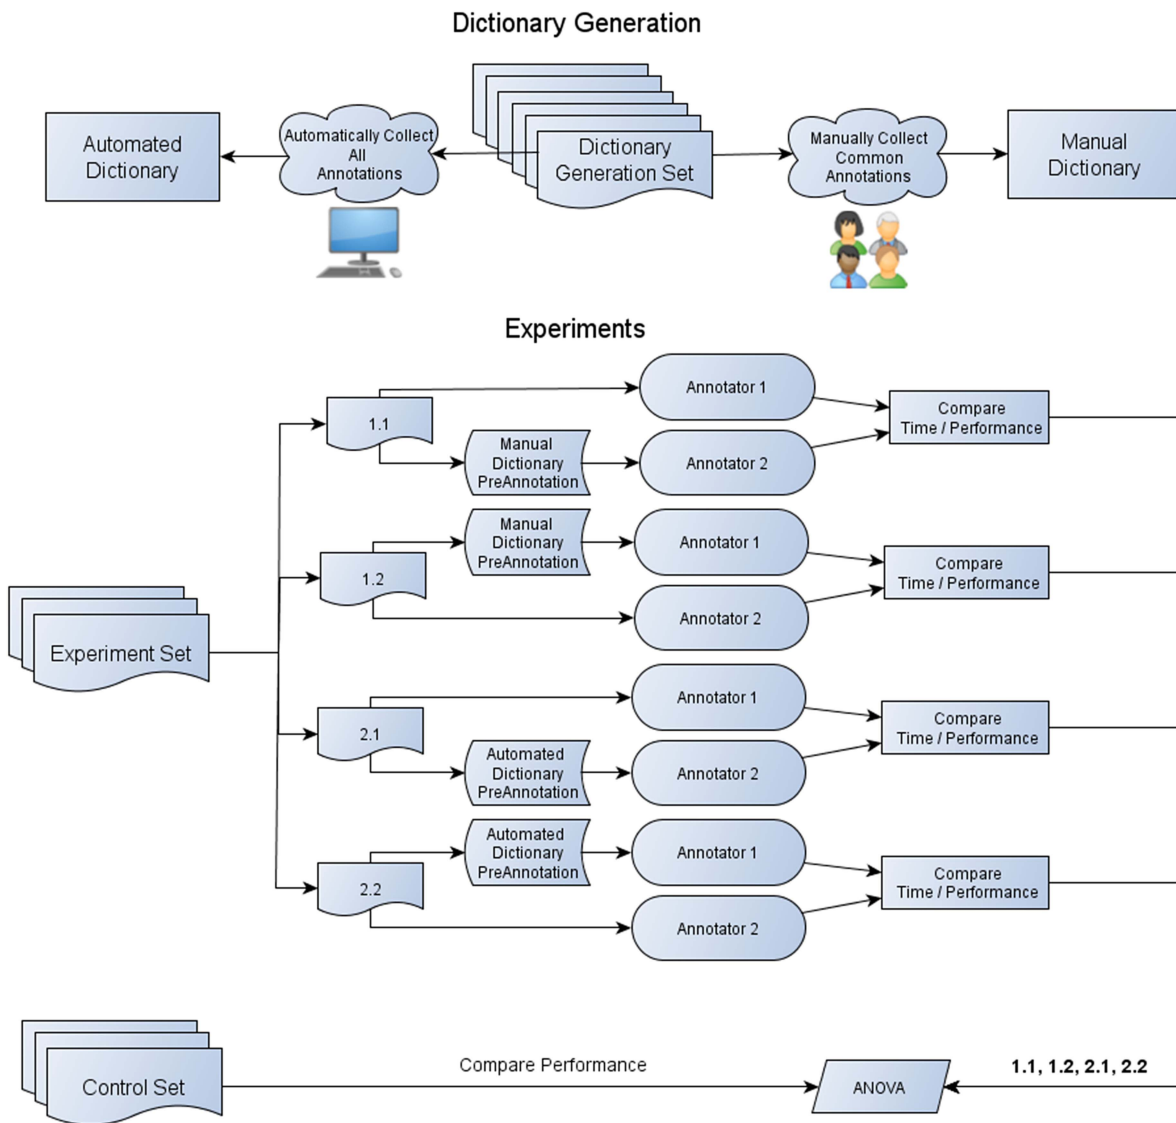 Dictionary Generation
Automated
Dictionary
Automatically Collect
All
Annotations
Dictionary
Generation Set
Manually Collect
Common
Annotations
Manual
Dictionary
Experiments
Experiment Set
1.1
Annotator 1
Manual
Dictionary
PreAnnotation
Annotator 2
Compare
Time / Performance
1.2
Manual
Dictionary
PreAnnotation
Annotator 1
Annotator 2
Compare
Time / Performance
2.1
Annotator 1
Automated
Dictionary
PreAnnotation
Annotator 2
Compare
Time / Performance
2.2
Automated
Dictionary
PreAnnotation
Annotator 1
Annotator 2
Compare
Time / Performance
Control Set
Compare Performance
ANOVA
1.1, 1.2, 2.1, 2.2